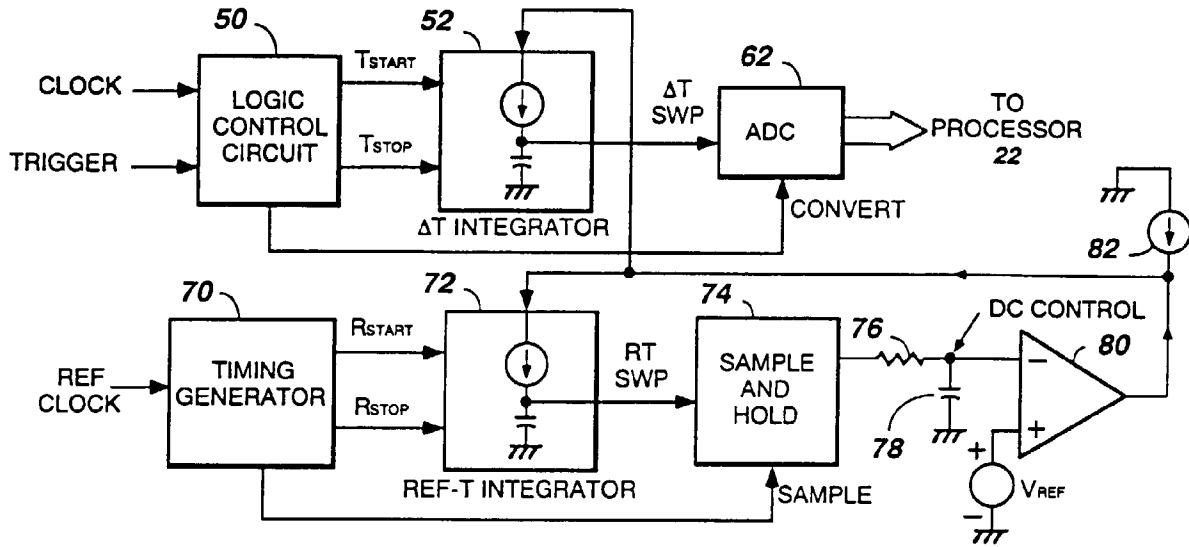 50
CLOCK
TRIGGER
LOGIC
CONTROL
CIRCUIT
TSTART
TSTOP
52
ΔT INTEGRATOR
ΔT
SWP
62
ADC
CONVERT
TO
PROCESSOR
22
82
70
REF
CLOCK
TIMING
GENERATOR
RSTART
RSTOP
72
REF-T INTEGRATOR
RT
SWP
74
SAMPLE
AND
HOLD
SAMPLE
76
78
DC CONTROL
80
−
+
+
VREF
−